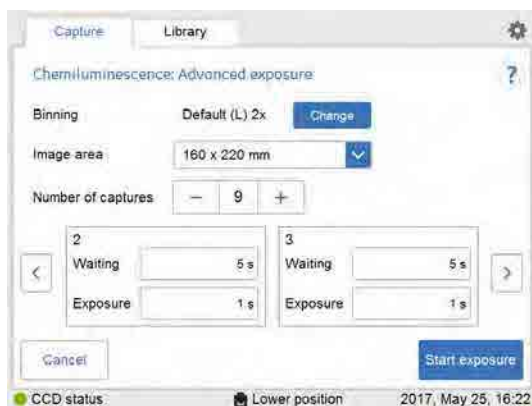 Capture Library
Chemiluminescence: Advanced exposure ?
Binning Default (L) 2x Change
Image area 160 x 220 mm
Number of captures − 9 +
2 3
Waiting 5 s Waiting 5 s
< >
Exposure 1 s Exposure 1 s
Cancel Start exposure
CCD status Lower position 2017, May 25, 16:22